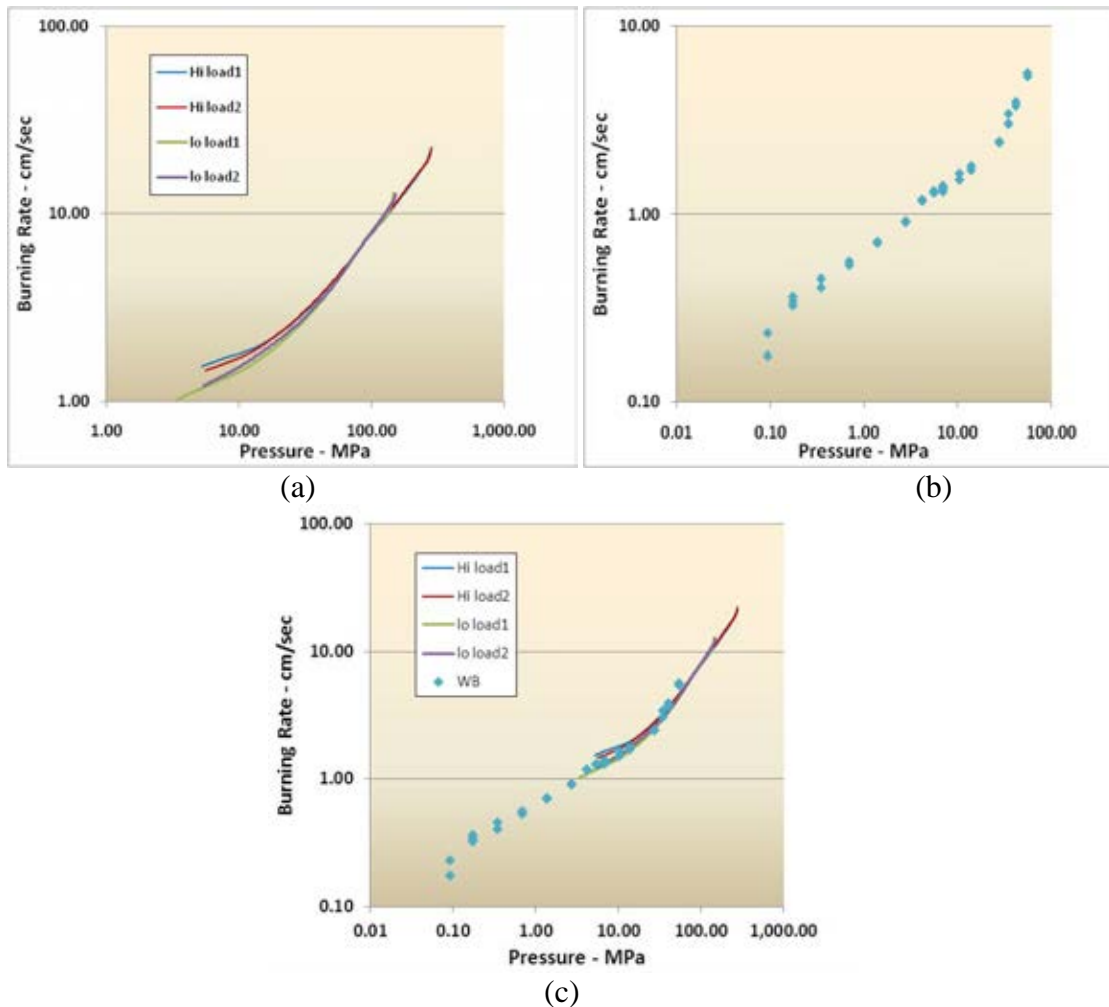 100.00
10.00
1.00
Burning Rate - cm/sec
Hi load1
Hi load2
lo load1
lo load2
1.00 10.00 100.00 1,000.00
Pressure - MPa
(a)
10.00
1.00
0.10
Burning Rate - cm/sec
0.01 0.10 1.00 10.00 100.00
Pressure - MPa
(b)
100.00
10.00
1.00
0.10
Burning Rate - cm/sec
Hi load1
Hi load2
lo load1
lo load2
WB
0.01 0.10 1.00 10.00 100.00 1,000.00
Pressure - MPa
(c)